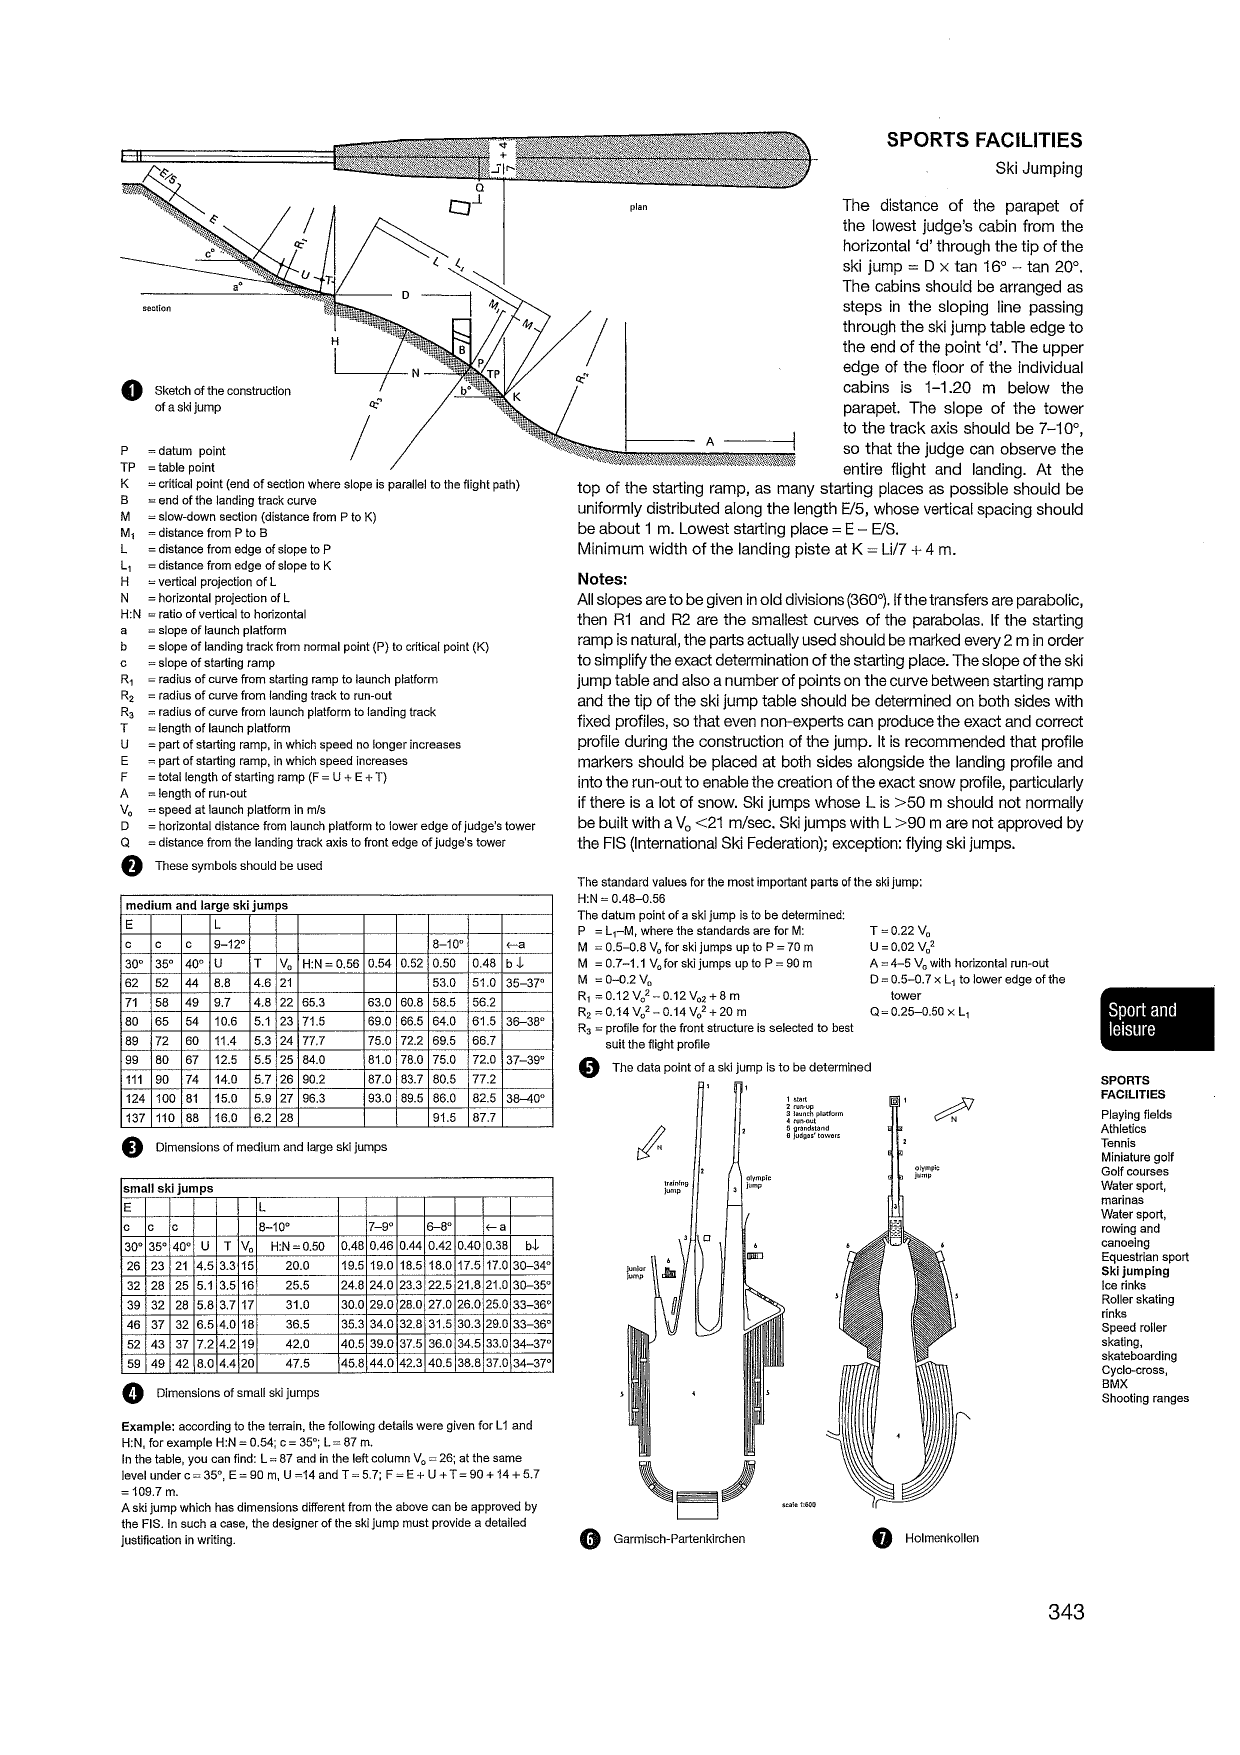 SPORTS FACILITIES
Ski Jumping
E/5
E
c°
a°
R₁
U
T
L
L₁
L₁/7 + 4
Q
plan
section
D
H
N
M₁
M
B
P
TP
b°
K
R₂
R₃
A
1 Sketch of the construction
of a ski jump
P = datum point
TP = table point
K = critical point (end of section where slope is parallel to the flight path)
B = end of the landing track curve
M = slow-down section (distance from P to K)
M₁ = distance from P to B
L = distance from edge of slope to P
L₁ = distance from edge of slope to K
H = vertical projection of L
N = horizontal projection of L
H:N = ratio of vertical to horizontal
a = slope of launch platform
b = slope of landing track from normal point (P) to critical point (K)
c = slope of starting ramp
R₁ = radius of curve from starting ramp to launch platform
R₂ = radius of curve from landing track to run-out
R₃ = radius of curve from launch platform to landing track
T = length of launch platform
U = part of starting ramp, in which speed no longer increases
E = part of starting ramp, in which speed increases
F = total length of starting ramp (F = U + E + T)
A = length of run-out
V₀ = speed at launch platform in m/s
D = horizontal distance from launch platform to lower edge of judge's tower
Q = distance from the landing track axis to front edge of judge's tower
2 These symbols should be used
medium and large ski jumps
E L
c c c 9–12° 8–10° ←a
30° 35° 40° U T V₀ H:N = 0.56 0.54 0.52 0.50 0.48 b↓
62 52 44 8.8 4.6 21 53.0 51.0 35–37°
71 58 49 9.7 4.8 22 65.3 63.0 60.8 58.5 56.2
80 65 54 10.6 5.1 23 71.5 69.0 66.5 64.0 61.5 36–38°
89 72 60 11.4 5.3 24 77.7 75.0 72.2 69.5 66.7
99 80 67 12.5 5.5 25 84.0 81.0 78.0 75.0 72.0 37–39°
111 90 74 14.0 5.7 26 90.2 87.0 83.7 80.5 77.2
124 100 81 15.0 5.9 27 96.3 93.0 89.5 86.0 82.5 38–40°
137 110 88 16.0 6.2 28 91.5 87.7
3 Dimensions of medium and large ski jumps
small ski jumps
E L
c c c 8–10° 7–9° 6–8° ←a
30° 35° 40° U T V₀ H:N = 0.50 0.48 0.46 0.44 0.42 0.40 0.38 b↓
26 23 21 4.5 3.3 15 20.0 19.5 19.0 18.5 18.0 17.5 17.0 30–34°
32 28 25 5.1 3.5 16 25.5 24.8 24.0 23.3 22.5 21.8 21.0 30–35°
39 32 28 5.8 3.7 17 31.0 30.0 29.0 28.0 27.0 26.0 25.0 33–36°
46 37 32 6.5 4.0 18 36.5 35.3 34.0 32.8 31.5 30.3 29.0 33–36°
52 43 37 7.2 4.2 19 42.0 40.5 39.0 37.5 36.0 34.5 33.0 34–37°
59 49 42 8.0 4.4 20 47.5 45.8 44.0 42.3 40.5 38.8 37.0 34–37°
4 Dimensions of small ski jumps
Example: according to the terrain, the following details were given for L1 and
H:N, for example H:N = 0.54; c = 35°; L = 87 m.
In the table, you can find: L = 87 and in the left column V₀ = 26; at the same
level under c = 35°, E = 90 m, U =14 and T = 5.7; F = E + U + T = 90 + 14 + 5.7
= 109.7 m.
A ski jump which has dimensions different from the above can be approved by
the FIS. In such a case, the designer of the ski jump must provide a detailed
justification in writing.
The distance of the parapet of
the lowest judge's cabin from the
horizontal 'd' through the tip of the
ski jump = D × tan 16° – tan 20°.
The cabins should be arranged as
steps in the sloping line passing
through the ski jump table edge to
the end of the point 'd'. The upper
edge of the floor of the individual
cabins is 1–1.20 m below the
parapet. The slope of the tower
to the track axis should be 7–10°,
so that the judge can observe the
entire flight and landing. At the
top of the starting ramp, as many starting places as possible should be
uniformly distributed along the length E/5, whose vertical spacing should
be about 1 m. Lowest starting place = E – E/S.
Minimum width of the landing piste at K = Li/7 + 4 m.
Notes:
All slopes are to be given in old divisions (360°). If the transfers are parabolic,
then R1 and R2 are the smallest curves of the parabolas. If the starting
ramp is natural, the parts actually used should be marked every 2 m in order
to simplify the exact determination of the starting place. The slope of the ski
jump table and also a number of points on the curve between starting ramp
and the tip of the ski jump table should be determined on both sides with
fixed profiles, so that even non-experts can produce the exact and correct
profile during the construction of the jump. It is recommended that profile
markers should be placed at both sides alongside the landing profile and
into the run-out to enable the creation of the exact snow profile, particularly
if there is a lot of snow. Ski jumps whose L is >50 m should not normally
be built with a V₀ <21 m/sec. Ski jumps with L >90 m are not approved by
the FIS (International Ski Federation); exception: flying ski jumps.
The standard values for the most important parts of the ski jump:
H:N = 0.48–0.56
The datum point of a ski jump is to be determined:
P = L₁–M, where the standards are for M:
M = 0.5–0.8 V₀ for ski jumps up to P = 70 m
M = 0.7–1.1 V₀ for ski jumps up to P = 90 m
M = 0–0.2 V₀
R₁ = 0.12 V₀² – 0.12 V₀₂ + 8 m
R₂ = 0.14 V₀² – 0.14 V₀² + 20 m
R₃ = profile for the front structure is selected to best
suit the flight profile
T = 0.22 V₀
U = 0.02 V₀²
A = 4–5 V₀ with horizontal run-out
D = 0.5–0.7 x L₁ to lower edge of the
tower
Q = 0.25–0.50 x L₁
5 The data point of a ski jump is to be determined
1 start
2 run-up
3 launch platform
4 run-out
5 grandstand
6 judges' towers
N
training
jump
olympic
jump
junior
jump
1
1
2
2
3
3
4
5
5
6
6
scale 1:600
6 Garmisch-Partenkirchen
N
olympic
jump
1
2
3
4
5
5
6
6
7 Holmenkollen
Sport and
leisure
SPORTS
FACILITIES
Playing fields
Athletics
Tennis
Miniature golf
Golf courses
Water sport,
marinas
Water sport,
rowing and
canoeing
Equestrian sport
Ski jumping
Ice rinks
Roller skating
rinks
Speed roller
skating,
skateboarding
Cyclo-cross,
BMX
Shooting ranges
343